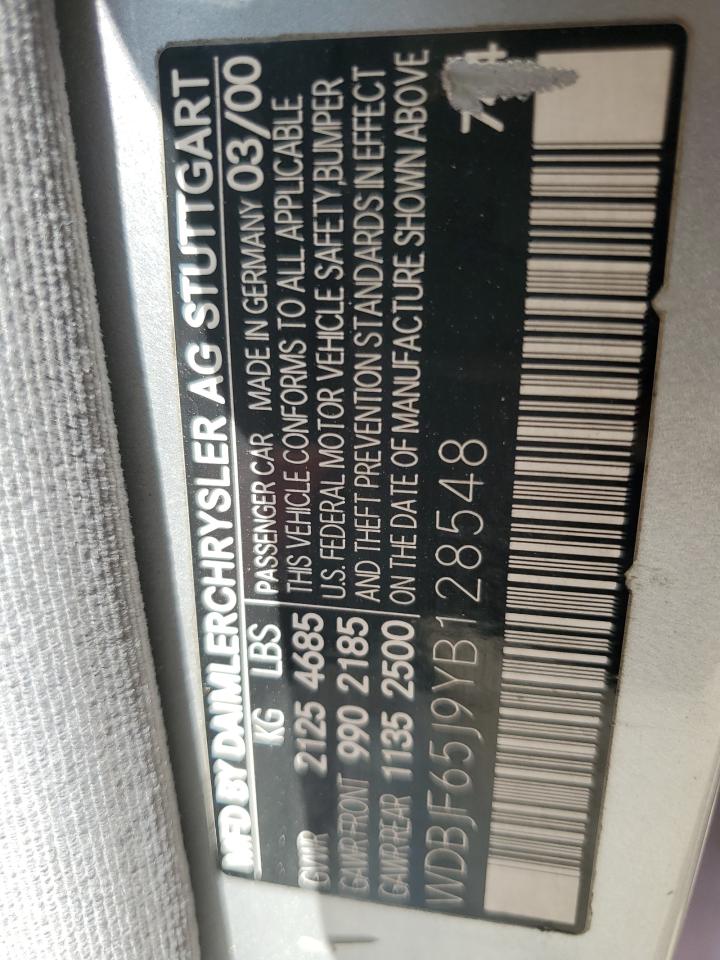 MFD BY DAIMLERCHRYSLER AG STUTTGART
KG LBS PASSENGER CAR MADE IN GERMANY 03/00
GVWR 2125 4685 THIS VEHICLE CONFORMS TO ALL APPLICABLE
GAWR FRONT 990 2185 U.S. FEDERAL MOTOR VEHICLE SAFETY, BUMPER
GAWR REAR 1135 2500 AND THEFT PREVENTION STANDARDS IN EFFECT
ON THE DATE OF MANUFACTURE SHOWN ABOVE
WDBJF65J9YB128548